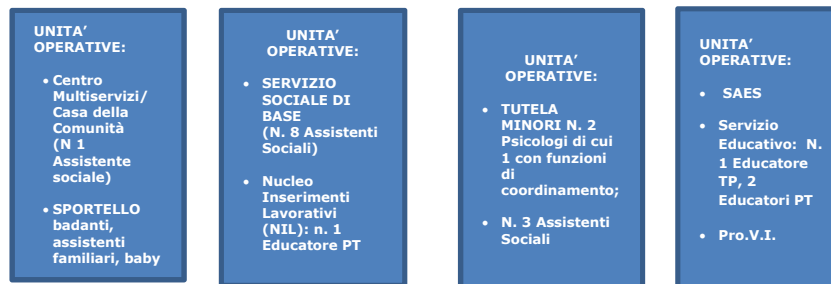 UNITA'
OPERATIVE:
• Centro
Multiservizi/
Casa della
Comunità
(N 1
Assistente
sociale)
• SPORTELLO
badanti,
assistenti
familiari, baby
UNITA'
OPERATIVE:
• SERVIZIO
SOCIALE DI
BASE
(N. 8 Assistenti
Sociali)
• Nucleo
Inserimenti
Lavorativi
(NIL): n. 1
Educatore PT
UNITA'
OPERATIVE:
• TUTELA
MINORI N. 2
Psicologi di cui
1 con funzioni
di
coordinamento;
• N. 3 Assistenti
Sociali
UNITA'
OPERATIVE:
• SAES
• Servizio
Educativo: N.
1 Educatore
TP, 2
Educatori PT
• Pro.V.I.